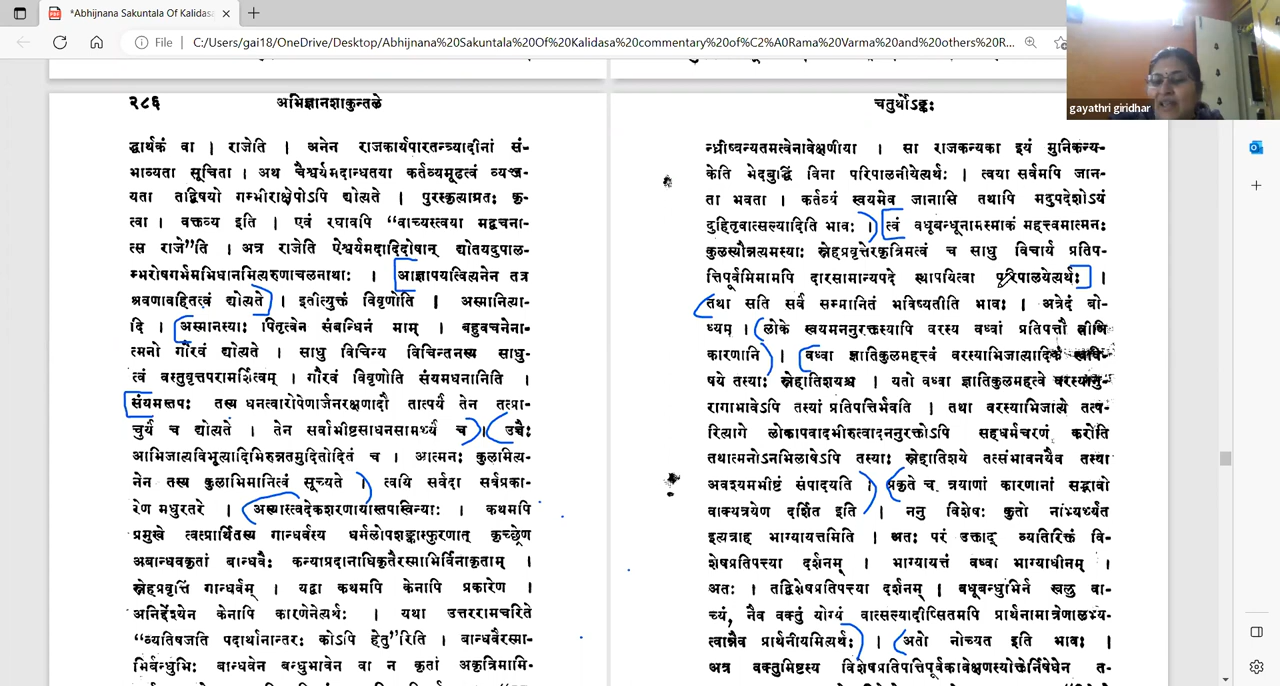 *Abhijnana Sakuntala Of Kalidasa
File
C:/Users/gai18/OneDrive/Desktop/Abhijnana%20Sakuntala%20Of%20Kalidasa%20commentary%20of%C2%A0Rama%20Varma%20and%20others%20R...
gayathri giridhar
२८६ अभिज्ञानशाकुन्तले
द्धार्थकं वा । राजेति । अनेन राजकार्यपारतन्त्र्यादीनां सं-
भाव्यता सूचिता । अथ चैश्वर्यमदान्धतया कर्तव्यमूढत्वं व्यञ्ज-
यता तद्विषयो गम्भीराक्षेपोऽपि द्योत्यते । पुरस्कृत्याग्रतः कृ-
त्वा । वक्तव्य इति । एवं रघावपि “वाच्यस्त्वया मद्वचना-
त्स राजे”ति । अत्र राजेति ऐश्वर्यमदादिदोषान् द्योतयदुपाल-
म्भरोषगर्भमभिधानमित्यरुणाचलनाथाः । आज्ञापयत्वित्यनेन तत्र
श्रवणावहितत्वं द्योत्यते । इतोत्युक्तं विवृणोति । अस्मानित्या-
दि । अस्मानस्याः पितृत्वेन संबन्धिनं माम् । बहुवचनेना-
त्मनो गौरवं द्योत्यते । साधु विचिन्त्य विचिन्तनस्य साधु-
त्वं वस्तुवृत्तपरामर्शित्वम् । गौरवं विवृणोति संयमधनानिति ।
संयमस्तपः तस्य धनत्वारोपेणार्जनरक्षणादौ तात्पर्यं तेन तत्प्रा-
चुर्यं च द्योत्यते । तेन सर्वाभीष्टसाधनसामर्थ्यं च । उच्चैः
आभिजात्यविभूत्यादिभिरुन्नतमुदितोदितं च । आत्मनः कुलमित्य-
नेन तस्य कुलाभिमानित्वं सूच्यते । त्वयि सर्वदा सर्वप्रका-
रेण मधुरतरे । अस्यास्त्वदेकशरणायास्तपस्विन्याः । कथमपि
प्रमुखे त्वत्प्रार्थितस्य गान्धर्वस्य धर्मलोपशङ्कास्फुरणात् कृच्छ्रेण
अबान्धवकृतां बान्धवैः कन्याप्रदानाधिकृतैरस्माभिर्विनाकृताम् ।
स्नेहप्रवृत्तिं गान्धर्वम् । यद्वा कथमपि केनापि प्रकारेण
अनिर्देश्येन केनापि कारणेनेत्यर्थः । यथा उत्तररामचरिते
“व्यतिषजति पदार्थानान्तरः कोऽपि हेतु”रिति । बान्धवैरस्मा-
भिर्बन्धुभिः बान्धवेन बन्धुभावेन वा न कृतां अकृत्रिमामि-
चतुर्थोऽङ्कः
न्ध्रीष्वन्यतमत्वेनावेक्षणीया । सा राजकन्यका इयं मुनिकन्य-
केति भेदबुद्धिं विना परिपालनीयेत्यर्थः । त्वया सर्वमपि जान-
ता भवता । कर्तव्यं स्वयमेव जानासि तथापि मदुपदेशोऽयं
दुहितृवात्सल्यादिति भावः । त्वं वधूबन्धूनामस्माकं महत्त्वमात्मनः
कुलस्यौन्नत्यमस्याः स्नेहप्रवृत्तेरकृत्रिमत्वं च साधु विचार्य प्रतिप-
त्तिपूर्वमिमामपि दारसामान्यपदे स्थापयित्वा परिपालयेत्यर्थः ।
तथा सति सर्वं सम्मानितं भविष्यतीति भावः । अत्रेदं बो-
ध्यम् । लोके स्वयमननुरक्तस्यापि वरस्य वध्वां प्रतिपत्तौ त्रीणि
कारणानि । वध्वा ज्ञातिकुलमहत्त्वं वरस्याभिजात्यादिकं स्ववि-
षये तस्याः स्नेहातिशयश्च । यतो वध्वा ज्ञातिकुलमहत्वे वरस्यानु-
रागाभावेऽपि तस्यां प्रतिपत्तिर्भवति । तथा वरस्याभिजात्ये तत्प-
रित्यागे लोकापवादभीरुत्वादननुरक्तोऽपि सहधर्मचरणं करोति
तथात्मनोऽनभिलाषेऽपि तस्याः स्नेहातिशये तत्संभावनयैव तस्या
अवश्यमभीष्टं संपादयति । प्रकृते च त्रयाणां कारणानां सद्भावो
वाक्यत्रयेण दर्शित इति । ननु विशेषः कुतो नाभ्यर्थ्यत
इत्यत्राह भाग्यायत्तमिति । अतः परं उक्ताद् व्यतिरिक्तं वि-
शेषप्रतिपत्त्या दर्शनम् । भाग्यायत्तं वध्वा भाग्याधीनम् ।
अतः । तद्विशेषप्रतिपत्त्या दर्शनम् । वधूबन्धुभिर्न खलु वा-
च्यं, नैव वक्तुं योग्यं वात्सल्यादीप्सितमपि प्रार्थनामात्रेणालभ्य-
त्वान्नैव प्रार्थनीयमित्यर्थः । अतो नोच्यत इति भावः ।
अत्र वक्तुमिष्टस्य विशेषप्रतिपत्तिपूर्वकावेक्षणस्योक्तेर्निषेधेन त-